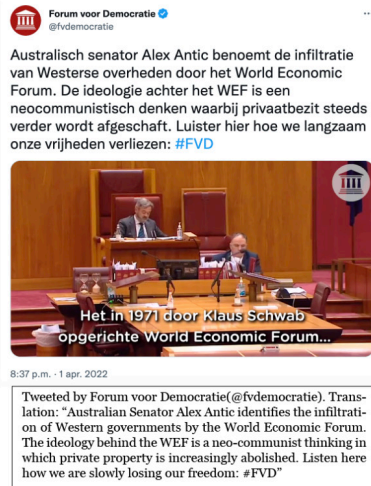 Forum voor Democratie
@fvdemocratie
Australisch senator Alex Antic benoemt de infiltratie
van Westerse overheden door het World Economic
Forum. De ideologie achter het WEF is een
neocommunistisch denken waarbij privaatbezit steeds
verder wordt afgeschaft. Luister hier hoe we langzaam
onze vrijheden verliezen: #FVD
Het in 1971 door Klaus Schwab
opgerichte World Economic Forum...
8:37 p.m. · 1 apr. 2022
Tweeted by Forum voor Democratie(@fvdemocratie). Trans-
lation: “Australian Senator Alex Antic identifies the infiltrati-
on of Western governments by the World Economic Forum.
The ideology behind the WEF is a neo-communist thinking in
which private property is increasingly abolished. Listen here
how we are slowly losing our freedom: #FVD”